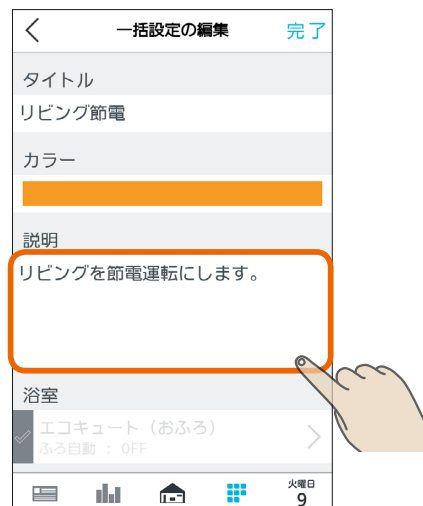 一括設定の編集 完了
タイトル
リビング節電
カラー
説明
リビングを節電運転にします。
浴室
エコキュート（おふろ）
ふろ自動 : OFF
火曜日
9